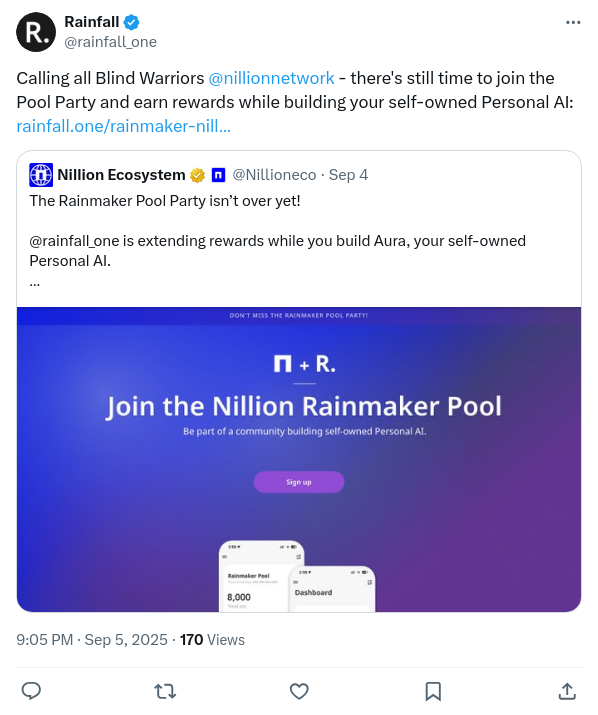 Rainfall
@rainfall_one
Calling all Blind Warriors @nillionnetwork - there's still time to join the
Pool Party and earn rewards while building your self-owned Personal AI:
rainfall.one/rainmaker-nill...
Nillion Ecosystem @Nillioneco · Sep 4
The Rainmaker Pool Party isn't over yet!
@rainfall_one is extending rewards while you build Aura, your self-owned
Personal AI.
...
DON'T MISS THE RAINMAKER POOL PARTY!
+ R.
Join the Nillion Rainmaker Pool
Be part of a community building self-owned Personal AI.
Sign up
Rainmaker Pool
8,000
Dashboard
9:05 PM · Sep 5, 2025 · 170 Views